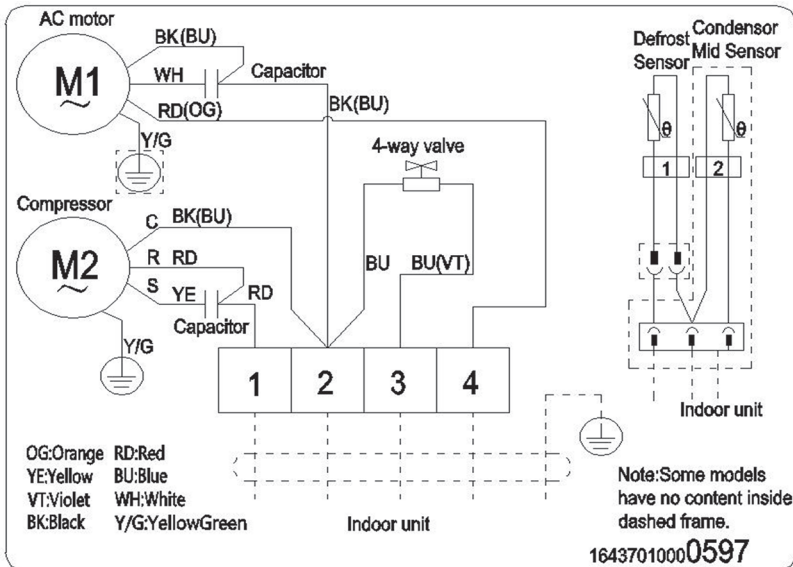 AC motor
M1
~
BK(BU)
WH
Capacitor
RD(OG)
BK(BU)
Y/G
4-way valve
Compressor
M2
~
C BK(BU)
R RD
S YE
RD
Capacitor
BU
BU(VT)
Y/G
1 2 3 4
Defrost
Sensor
Condensor
Mid Sensor
θ
θ
1
2
Indoor unit
OG:Orange RD:Red
YE:Yellow BU:Blue
VT:Violet WH:White
BK:Black Y/G:YellowGreen
Indoor unit
Note:Some models
have no content inside
dashed frame.
16437010000597